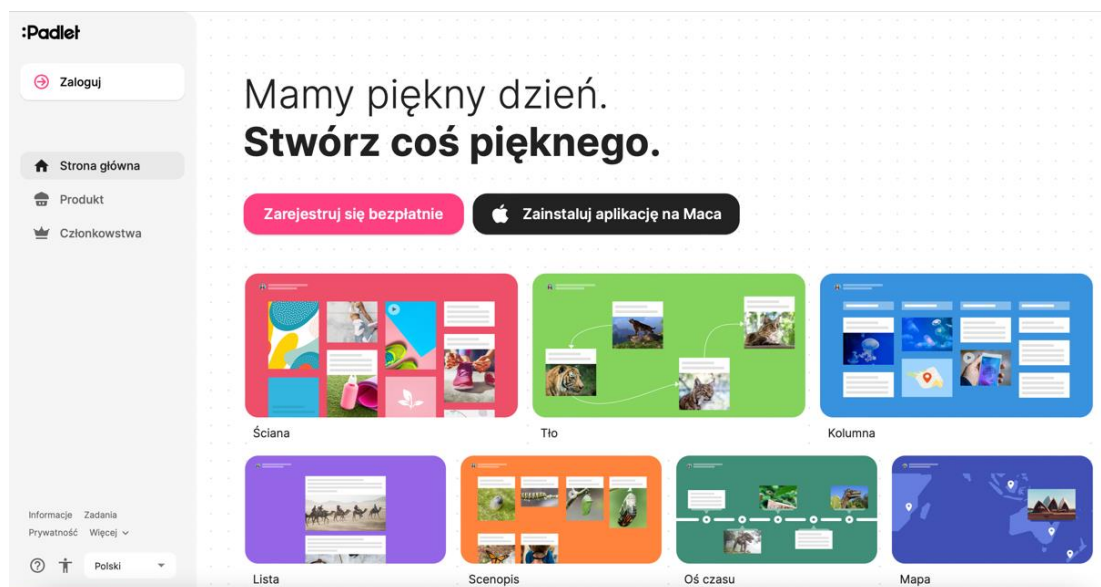 :Padlet
Zaloguj
Strona główna
Produkt
Członkowstwa
Informacje Zadania
Prywatność Więcej
Polski
Mamy piękny dzień.
Stwórz coś pięknego.
Zarejestruj się bezpłatnie
Zainstaluj aplikację na Maca
Ściana
Tło
Kolumna
Lista
Scenopis
Oś czasu
Mapa